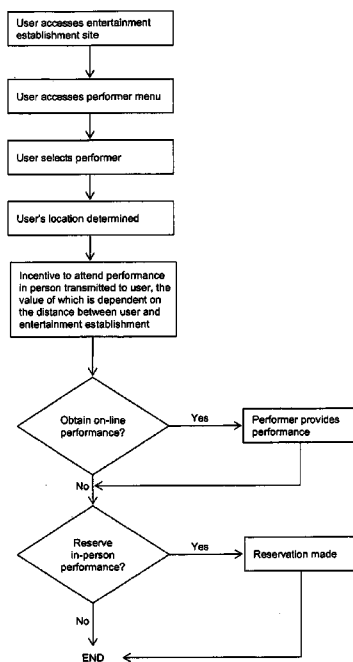 User accesses entertainment
establishment site
User accesses performer menu
User selects performer
User's location determined
Incentive to attend performance
in person transmitted to user, the
value of which is dependent on
the distance between user and
entertainment establishment
Obtain on-line
performance?
Yes
Performer provides
performance
No
Reserve
in-person
performance?
Yes
Reservation made
No
END